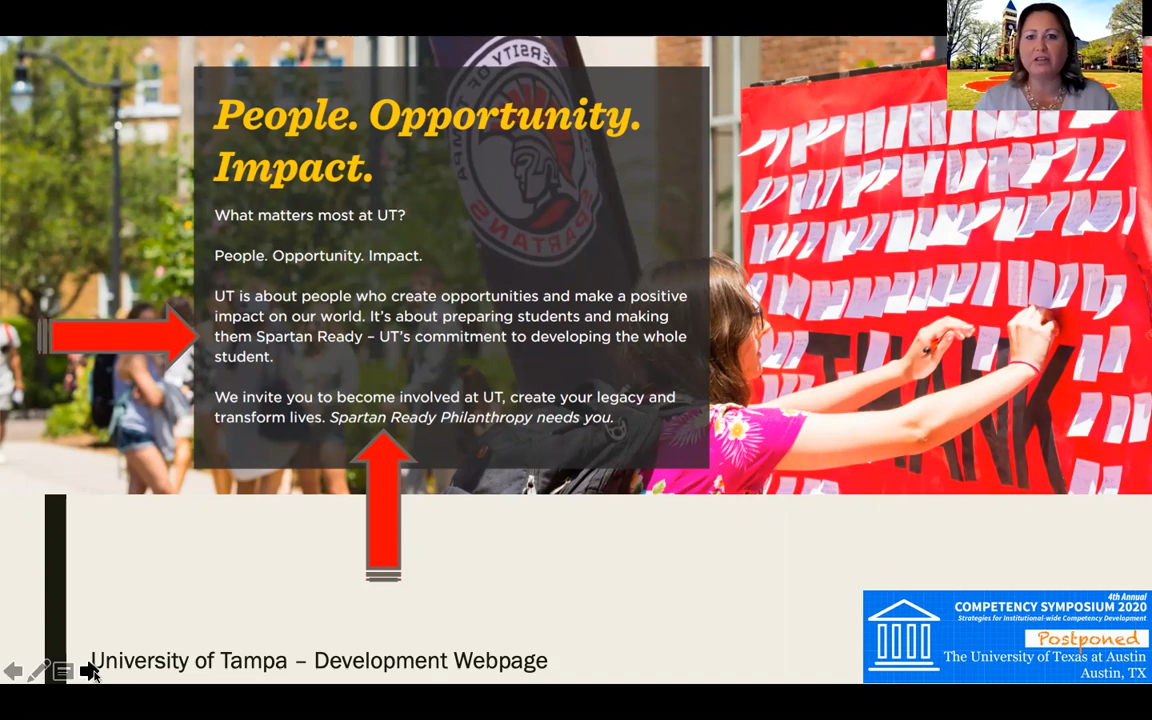 People. Opportunity.
Impact.
What matters most at UT?
People. Opportunity. Impact.
UT is about people who create opportunities and make a positive
impact on our world. It's about preparing students and making
them Spartan Ready – UT's commitment to developing the whole
student.
We invite you to become involved at UT, create your legacy and
transform lives. Spartan Ready Philanthropy needs you.
SPARTANS
THANK
University of Tampa – Development Webpage
4th Annual
COMPETENCY SYMPOSIUM 2020
Strategies for Institutional-wide Competency Development
Postponed
The University of Texas at Austin
Austin, TX